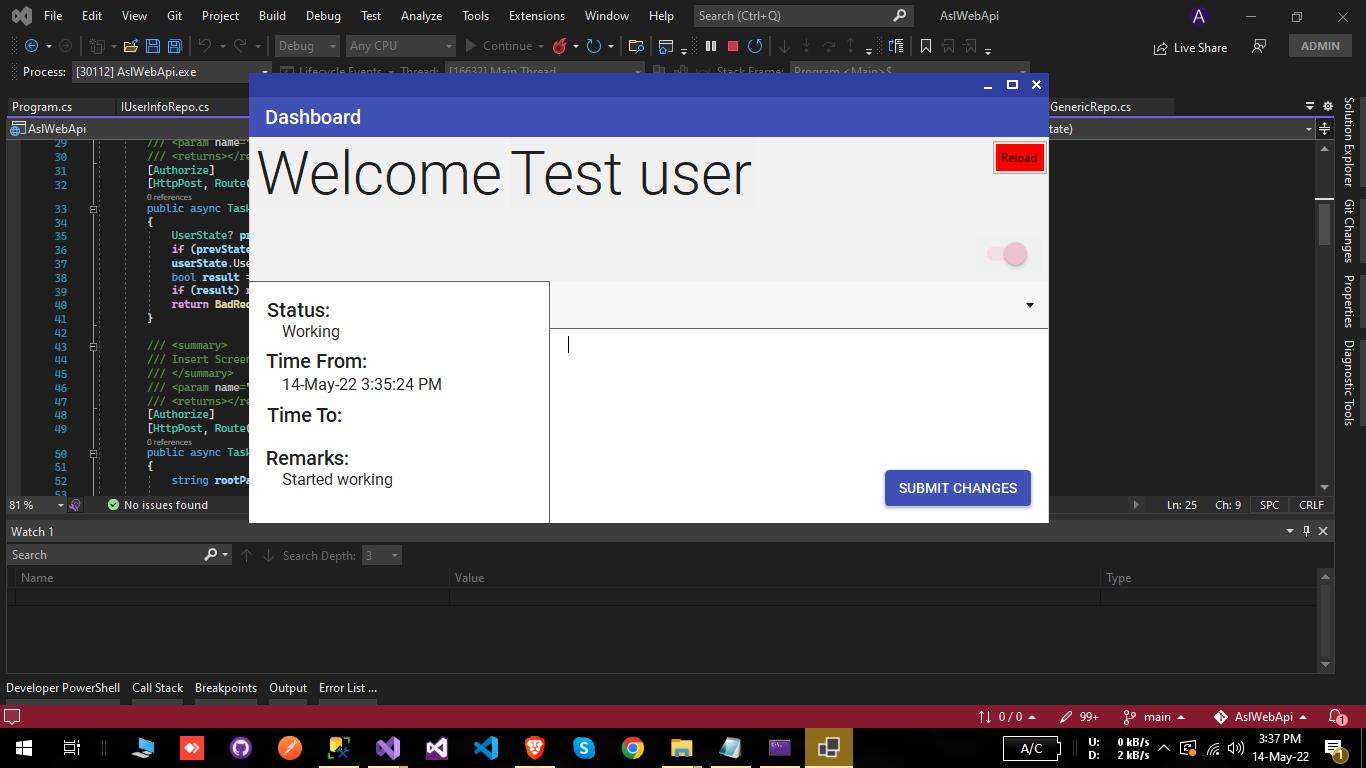 File Edit View Git Project Build Debug Test Analyze Tools Extensions Window Help Search (Ctrl+Q) AslWebApi A
Debug Any CPU Continue Live Share ADMIN
Process: [30112] AslWebApi.exe Lifecycle Events Thread: [16632] Main Thread Stack Frame: Program.<Main>$
Program.cs IUserInfoRepo.cs GenericRepo.cs
AslWebApi tate)
Dashboard
Welcome Test user
Reload
Status:
Working
Time From:
14-May-22 3:35:24 PM
Time To:
Remarks:
Started working
SUBMIT CHANGES
29 /// <param name="
30 /// <returns></re
31 [Authorize]
32 [HttpPost, Route(
0 references
33 public async Task
34 {
35 UserState? pr
36 if (prevState
37 userState.Use
38 bool result =
39 if (result) r
40 return BadRec
41 }
42
43 /// <summary>
44 /// Insert Screen
45 /// </summary>
46 /// <param name="
47 /// <returns></re
48 [Authorize]
49 [HttpPost, Route(
0 references
50 public async Task
51 {
52 string rootPa
53
Solution Explorer
Git Changes
Properties
Diagnostic Tools
81 % No issues found Ln: 25 Ch: 9 SPC CRLF
Watch 1
Search Search Depth: 3
Name Value Type
Developer PowerShell Call Stack Breakpoints Output Error List ...
0 / 0 99+ main AslWebApi 1
A/C U: 0 kB/s 3:37 PM
D: 2 kB/s 14-May-22 1